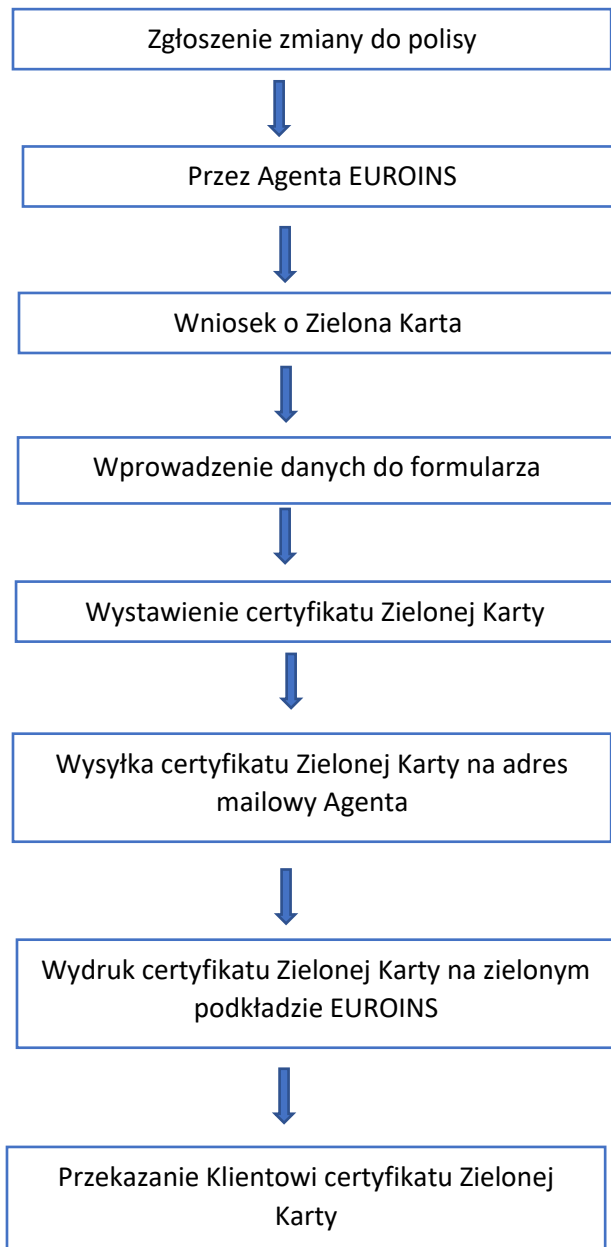 Zgłoszenie zmiany do polisy
Przez Agenta EUROINS
Wniosek o Zielona Karta
Wprowadzenie danych do formularza
Wystawienie certyfikatu Zielonej Karty
Wysyłka certyfikatu Zielonej Karty na adres
mailowy Agenta
Wydruk certyfikatu Zielonej Karty na zielonym
podkładzie EUROINS
Przekazanie Klientowi certyfikatu Zielonej
Karty